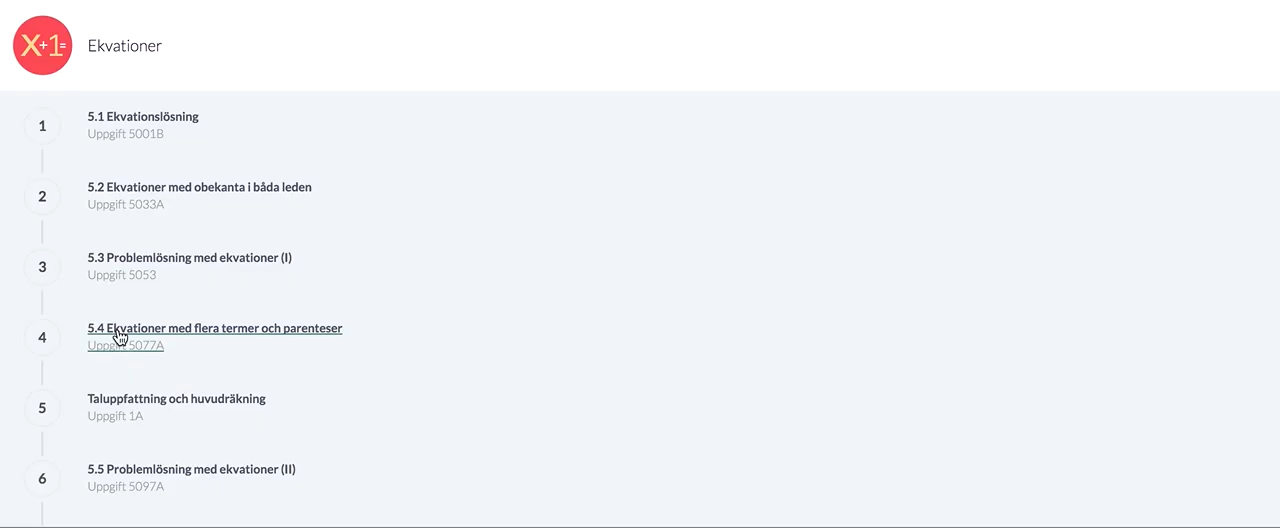 X+1=
Ekvationer
1
5.1 Ekvationslösning
Uppgift 5001B
2
5.2 Ekvationer med obekanta i båda leden
Uppgift 5033A
3
5.3 Problemlösning med ekvationer (I)
Uppgift 5053
4
5.4 Ekvationer med flera termer och parenteser
Uppgift 5077A
5
Taluppfattning och huvudräkning
Uppgift 1A
6
5.5 Problemlösning med ekvationer (II)
Uppgift 5097A